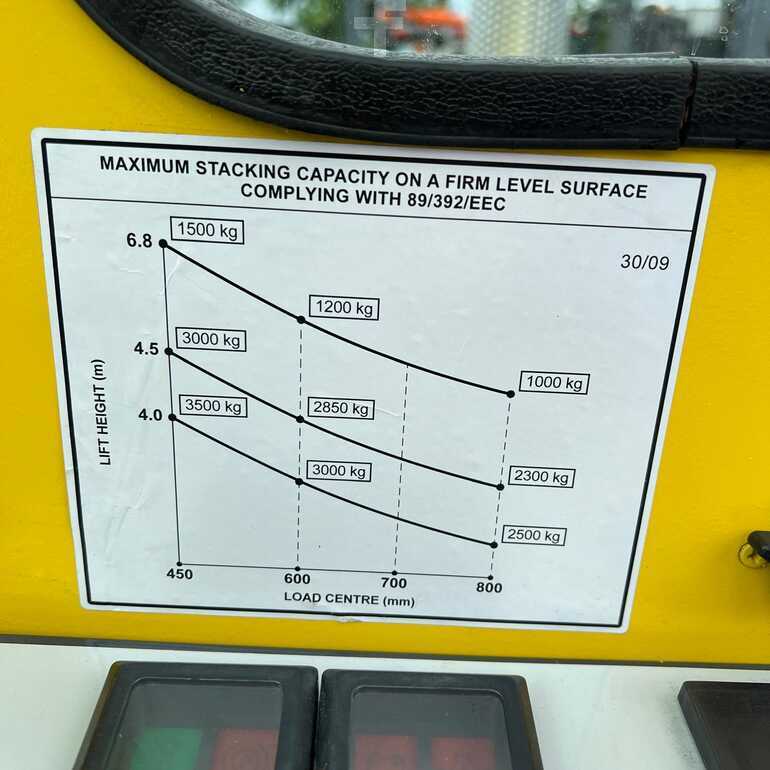 MAXIMUM STACKING CAPACITY ON A FIRM LEVEL SURFACE
COMPLYING WITH 89/392/EEC
30/09
6.8
1500 kg
1200 kg
1000 kg
4.5
3000 kg
2850 kg
2300 kg
4.0
3500 kg
3000 kg
2500 kg
LIFT HEIGHT (m)
450
600
700
800
LOAD CENTRE (mm)